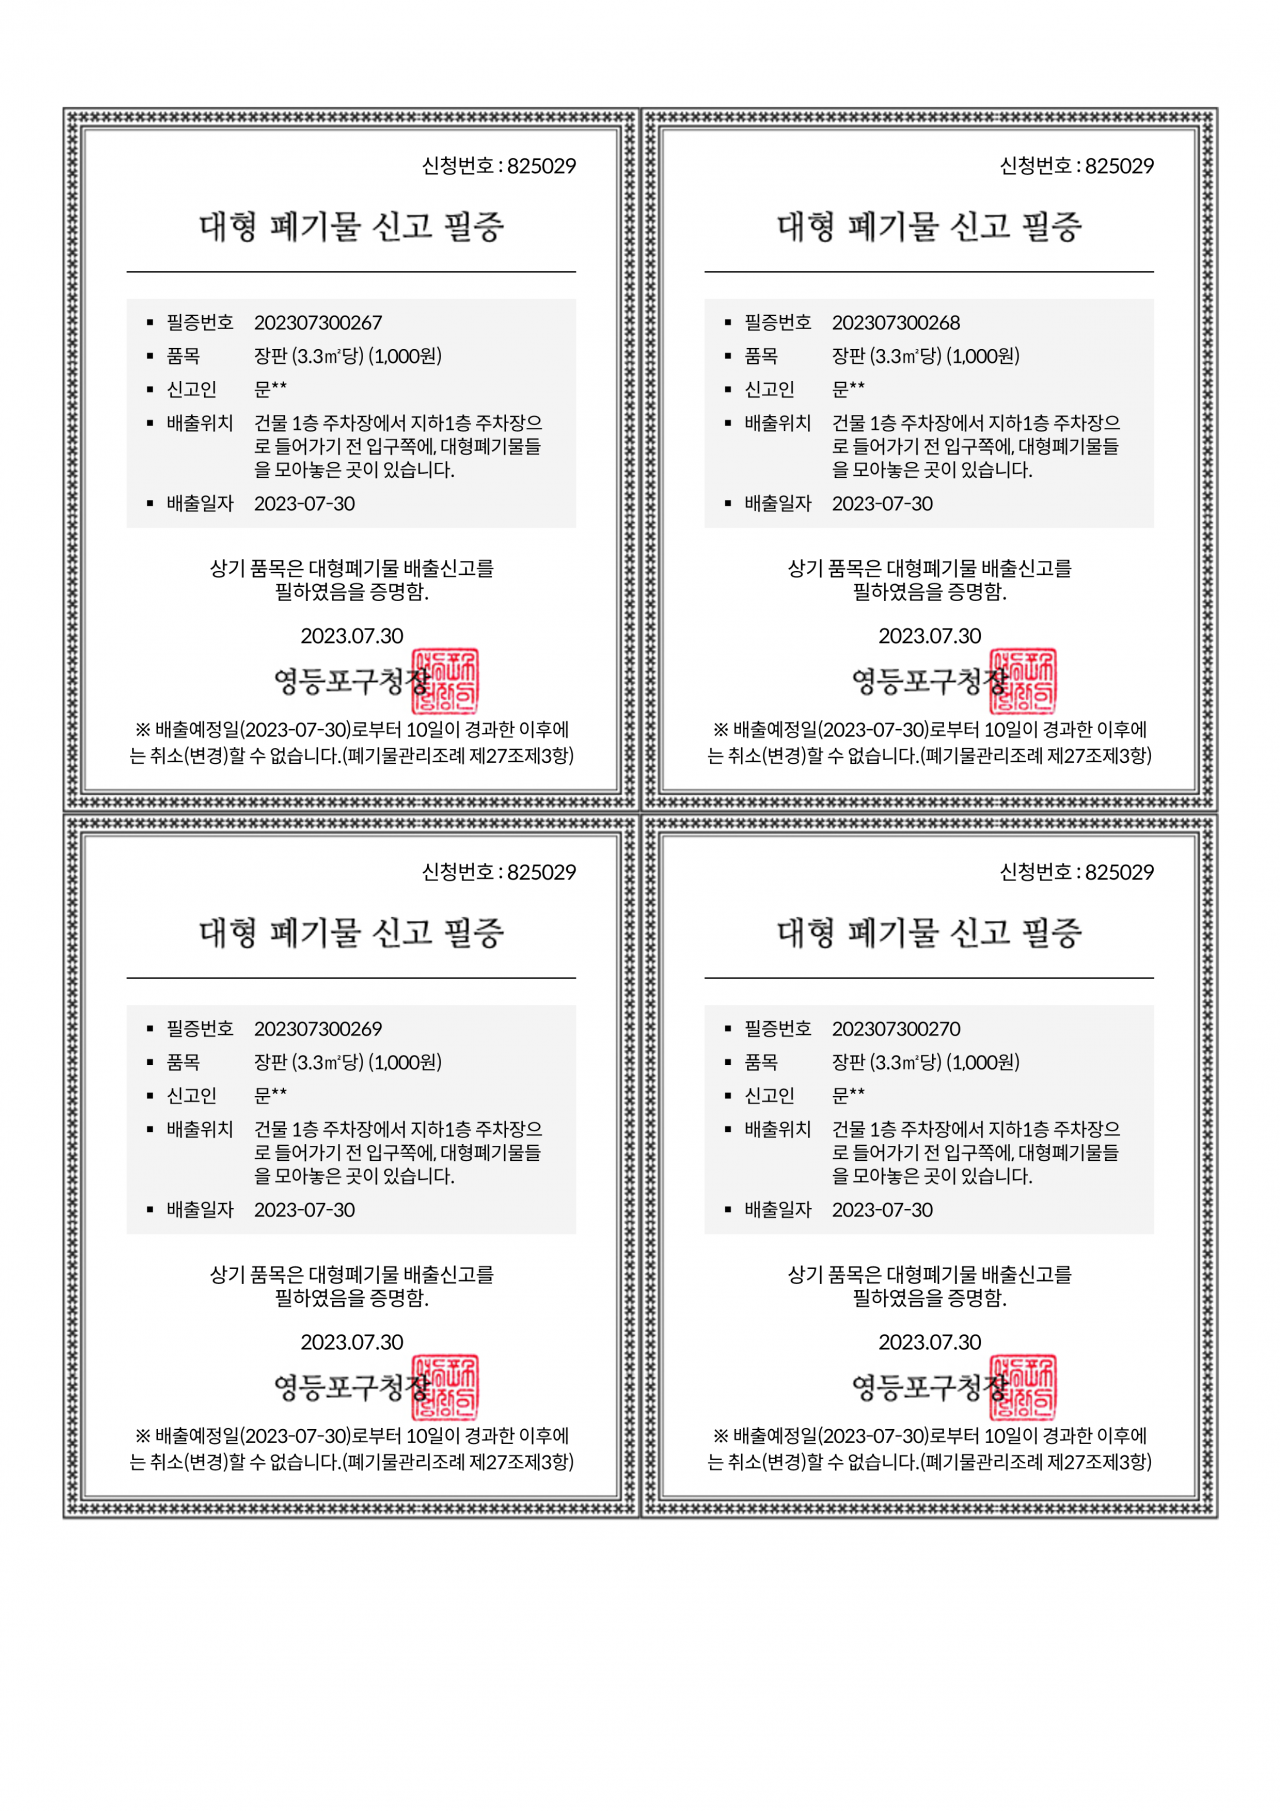 신청번호 : 825029
대형 폐기물 신고 필증
▪ 필증번호 202307300267
▪ 품목 장판 (3.3㎡당) (1,000원)
▪ 신고인 문**
▪ 배출위치 건물 1층 주차장에서 지하1층 주차장으
로 들어가기 전 입구쪽에, 대형폐기물들
을 모아놓은 곳이 있습니다.
▪ 배출일자 2023-07-30
상기 품목은 대형폐기물 배출신고를
필하였음을 증명함.
2023.07.30
영등포구청장
※ 배출예정일(2023-07-30)로부터 10일이 경과한 이후에
는 취소(변경)할 수 없습니다.(폐기물관리조례 제27조제3항)
신청번호 : 825029
대형 폐기물 신고 필증
▪ 필증번호 202307300268
▪ 품목 장판 (3.3㎡당) (1,000원)
▪ 신고인 문**
▪ 배출위치 건물 1층 주차장에서 지하1층 주차장으
로 들어가기 전 입구쪽에, 대형폐기물들
을 모아놓은 곳이 있습니다.
▪ 배출일자 2023-07-30
상기 품목은 대형폐기물 배출신고를
필하였음을 증명함.
2023.07.30
영등포구청장
※ 배출예정일(2023-07-30)로부터 10일이 경과한 이후에
는 취소(변경)할 수 없습니다.(폐기물관리조례 제27조제3항)
신청번호 : 825029
대형 폐기물 신고 필증
▪ 필증번호 202307300269
▪ 품목 장판 (3.3㎡당) (1,000원)
▪ 신고인 문**
▪ 배출위치 건물 1층 주차장에서 지하1층 주차장으
로 들어가기 전 입구쪽에, 대형폐기물들
을 모아놓은 곳이 있습니다.
▪ 배출일자 2023-07-30
상기 품목은 대형폐기물 배출신고를
필하였음을 증명함.
2023.07.30
영등포구청장
※ 배출예정일(2023-07-30)로부터 10일이 경과한 이후에
는 취소(변경)할 수 없습니다.(폐기물관리조례 제27조제3항)
신청번호 : 825029
대형 폐기물 신고 필증
▪ 필증번호 202307300270
▪ 품목 장판 (3.3㎡당) (1,000원)
▪ 신고인 문**
▪ 배출위치 건물 1층 주차장에서 지하1층 주차장으
로 들어가기 전 입구쪽에, 대형폐기물들
을 모아놓은 곳이 있습니다.
▪ 배출일자 2023-07-30
상기 품목은 대형폐기물 배출신고를
필하였음을 증명함.
2023.07.30
영등포구청장
※ 배출예정일(2023-07-30)로부터 10일이 경과한 이후에
는 취소(변경)할 수 없습니다.(폐기물관리조례 제27조제3항)